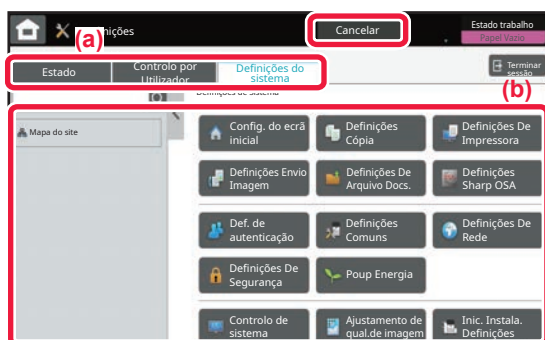 (a)
nições
Cancelar
Estado trabalho
Papel Vazio
Estado
Controlo por
Utilizador
Definições do
sistema
Terminar
sessão
(b)
Definições de sistema
Mapa do site
Config. do ecrã
inicial
Definições
Cópia
Definições De
Impressora
Definições Envio
Imagem
Definições De
Arquivo Docs.
Definições
Sharp OSA
Def. de
autenticação
Definições
Comuns
Definições De
Rede
Definições De
Segurança
Poup Energia
Controlo de
sistema
Ajustamento de
qual.de imagem
Inic. Instala.
Definições